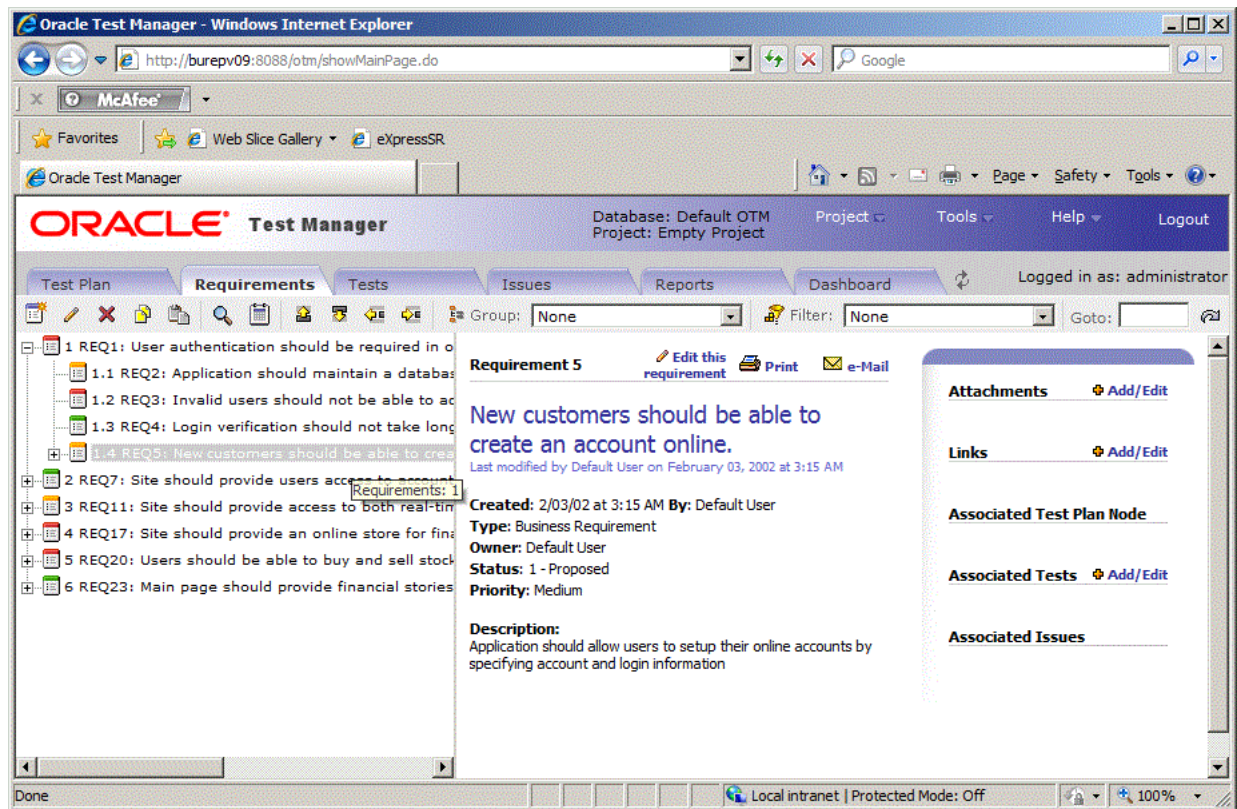 Oracle Test Manager - Windows Internet Explorer
http://burepv09:8088/otm/showMainPage.do
Google
McAfee
Favorites Web Slice Gallery eXpressSR
Oracle Test Manager
Page Safety Tools
ORACLE Test Manager
Database: Default OTM
Project: Empty Project
Project Tools Help Logout
Test Plan Requirements Tests Issues Reports Dashboard
Logged in as: administrator
Group: None Filter: None Goto:
1 REQ1: User authentication should be required in o
1.1 REQ2: Application should maintain a databas
1.2 REQ3: Invalid users should not be able to ac
1.3 REQ4: Login verification should not take long
1.4 REQ5: New customers should be able to crea
2 REQ7: Site should provide users access to account
Requirements: 1
3 REQ11: Site should provide access to both real-tim
4 REQ17: Site should provide an online store for fina
5 REQ20: Users should be able to buy and sell stock
6 REQ23: Main page should provide financial stories
Requirement 5
Edit this
requirement
Print
e-Mail
New customers should be able to
create an account online.
Last modified by Default User on February 03, 2002 at 3:15 AM
Created: 2/03/02 at 3:15 AM By: Default User
Type: Business Requirement
Owner: Default User
Status: 1 - Proposed
Priority: Medium
Description:
Application should allow users to setup their online accounts by
specifying account and login information
Attachments Add/Edit
Links Add/Edit
Associated Test Plan Node
Associated Tests Add/Edit
Associated Issues
Done
Local intranet | Protected Mode: Off
100%